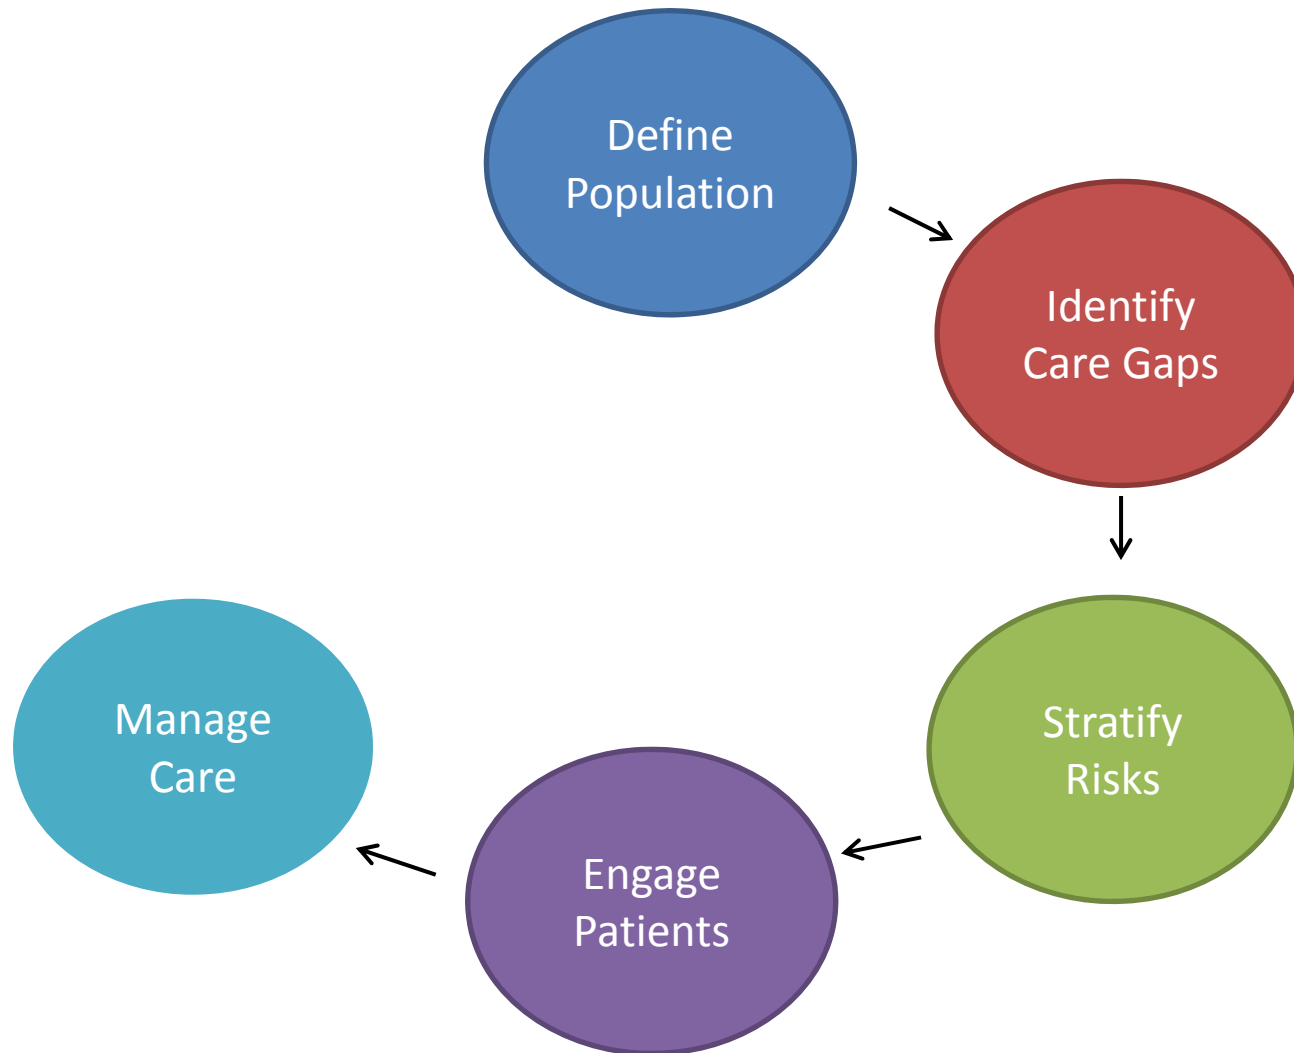 Define
Population
Identify
Care Gaps
Stratify
Risks
Engage
Patients
Manage
Care